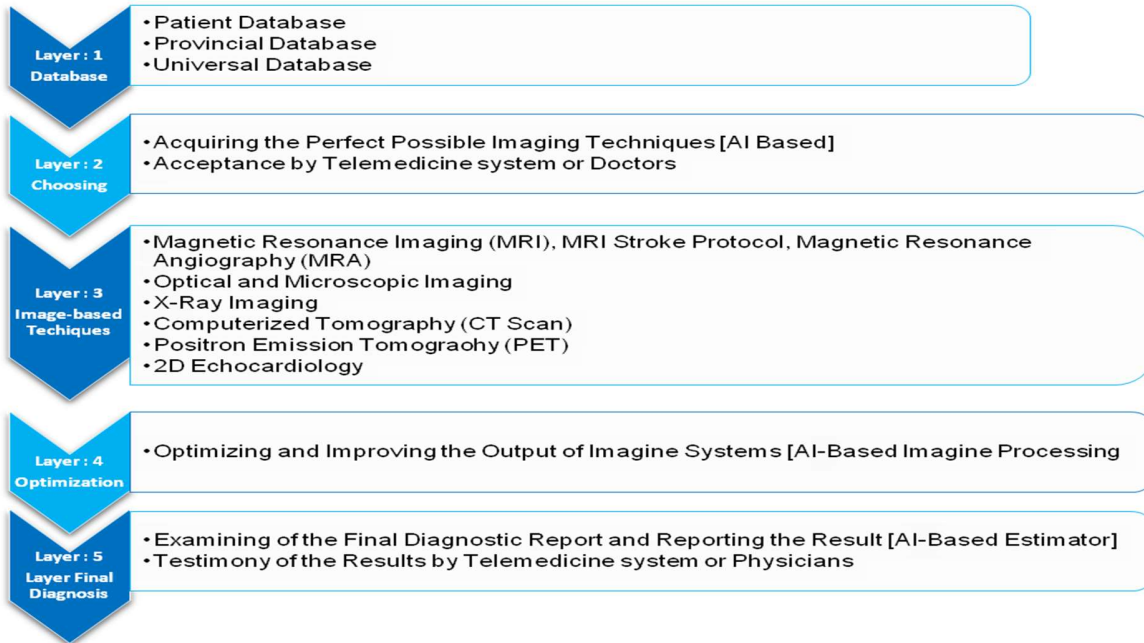 Layer : 1
Database
•Patient Database
•Provincial Database
•Universal Database
Layer : 2
Choosing
•Acquiring the Perfect Possible Imaging Techniques [AI Based]
•Acceptance by Telemedicine system or Doctors
Layer : 3
Image-based
Techiques
•Magnetic Resonance Imaging (MRI), MRI Stroke Protocol, Magnetic Resonance
Angiography (MRA)
•Optical and Microscopic Imaging
•X-Ray Imaging
•Computerized Tomography (CT Scan)
•Positron Emission Tomograohy (PET)
•2D Echocardiology
Layer : 4
Optimization
•Optimizing and Improving the Output of Imagine Systems [AI-Based Imagine Processing
Layer : 5
Layer Final
Diagnosis
•Examining of the Final Diagnostic Report and Reporting the Result [AI-Based Estimator]
•Testimony of the Results by Telemedicine system or Physicians